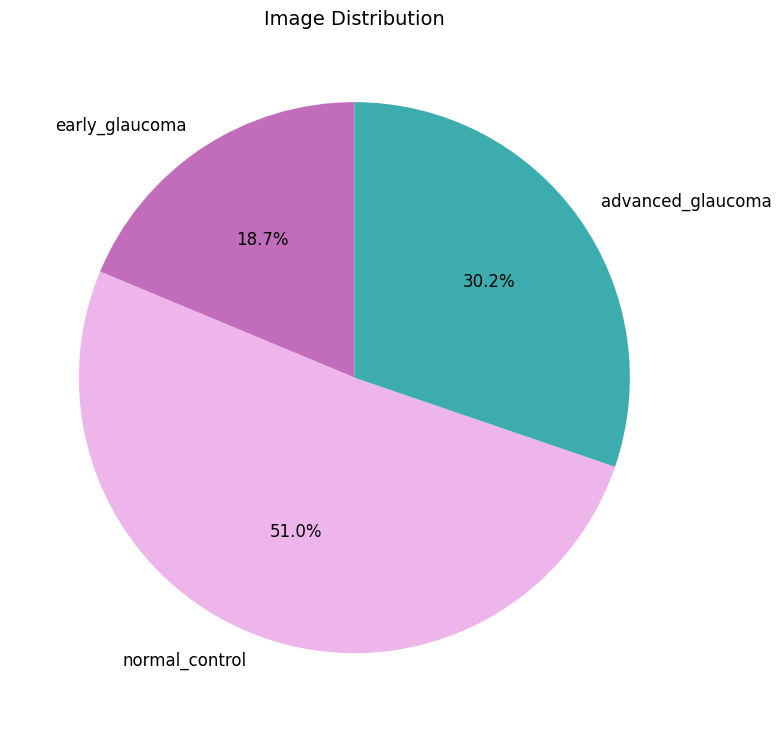 Image Distribution
early_glaucoma
advanced_glaucoma
18.7%
30.2%
51.0%
normal_control